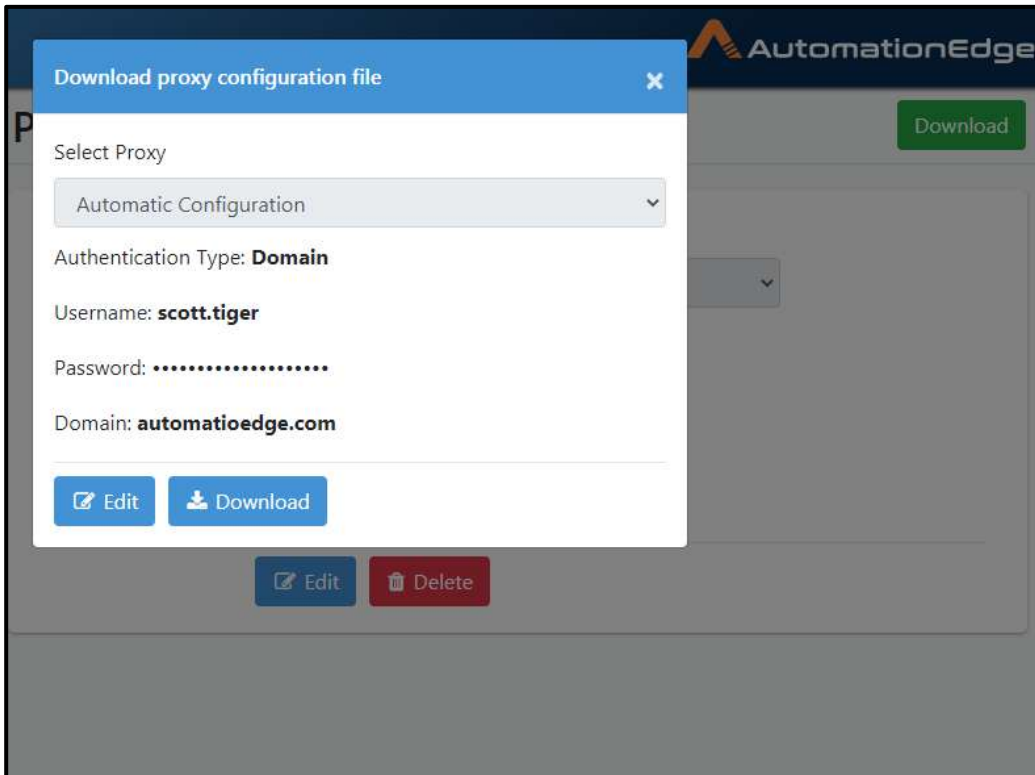 AutomationEdge
Download proxy configuration file ×
P
Download
Select Proxy
Automatic Configuration
Authentication Type: Domain
Username: scott.tiger
Password: ••••••••••••••••••••
Domain: automatioedge.com
Edit Download
Edit Delete